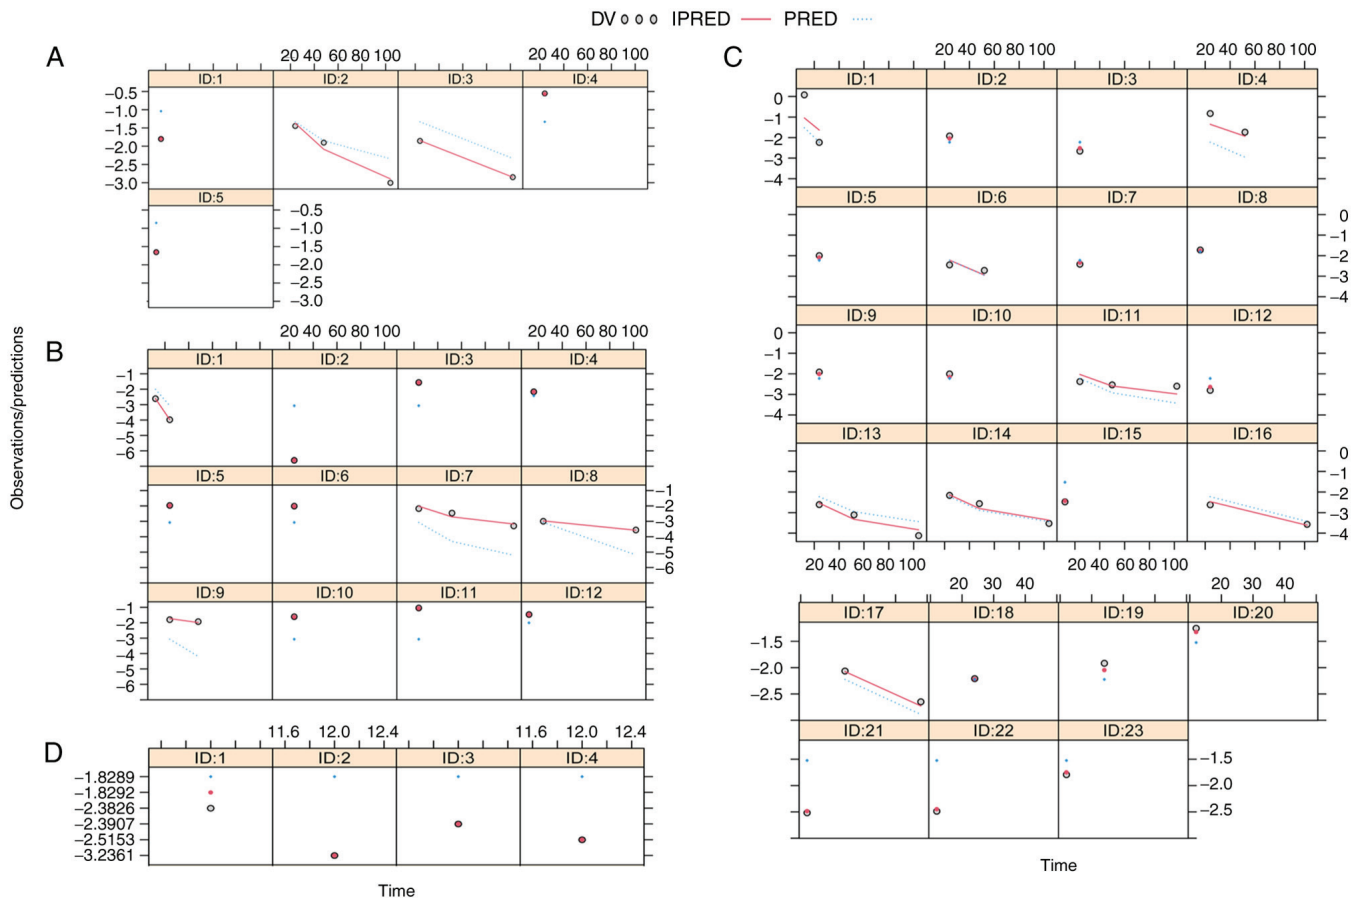 DV IPRED PRED
A
20 40 60 80 100 20 40 60 80 100
ID:1 ID:2 ID:3 ID:4
−0.5
−1.0
−1.5
−2.0
−2.5
−3.0
ID:5
−0.5
−1.0
−1.5
−2.0
−2.5
−3.0
Observations/predictions
B
20 40 60 80 100 20 40 60 80 100
ID:1 ID:2 ID:3 ID:4
−1
−2
−3
−4
−5
−6
ID:5 ID:6 ID:7 ID:8
−1
−2
−3
−4
−5
−6
ID:9 ID:10 ID:11 ID:12
−1
−2
−3
−4
−5
−6
D
11.6 12.0 12.4 11.6 12.0 12.4
ID:1 ID:2 ID:3 ID:4
−1.8289
−1.8292
−2.3826
−2.3907
−2.5153
−3.2361
Time
C
20 40 60 80 100 20 40 60 80 100
ID:1 ID:2 ID:3 ID:4
0
−1
−2
−3
−4
ID:5 ID:6 ID:7 ID:8
0
−1
−2
−3
−4
ID:9 ID:10 ID:11 ID:12
0
−1
−2
−3
−4
ID:13 ID:14 ID:15 ID:16
0
−1
−2
−3
−4
20 40 60 80 100 20 40 60 80 100
20 30 40 20 30 40
ID:17 ID:18 ID:19 ID:20
−1.5
−2.0
−2.5
ID:21 ID:22 ID:23
−1.5
−2.0
−2.5
Time